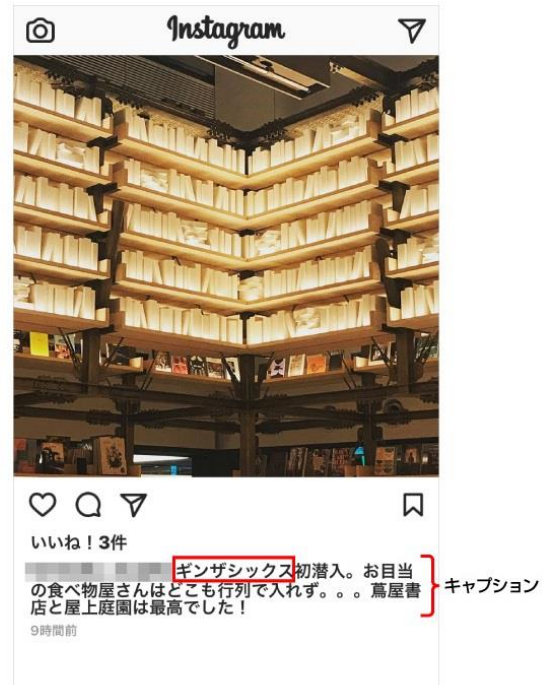 Instagram
いいね！3件
ギンザシックス初潜入。お目当
の食べ物屋さんはどこも行列で入れず。。。蔦屋書
店と屋上庭園は最高でした！
キャプション
9時間前